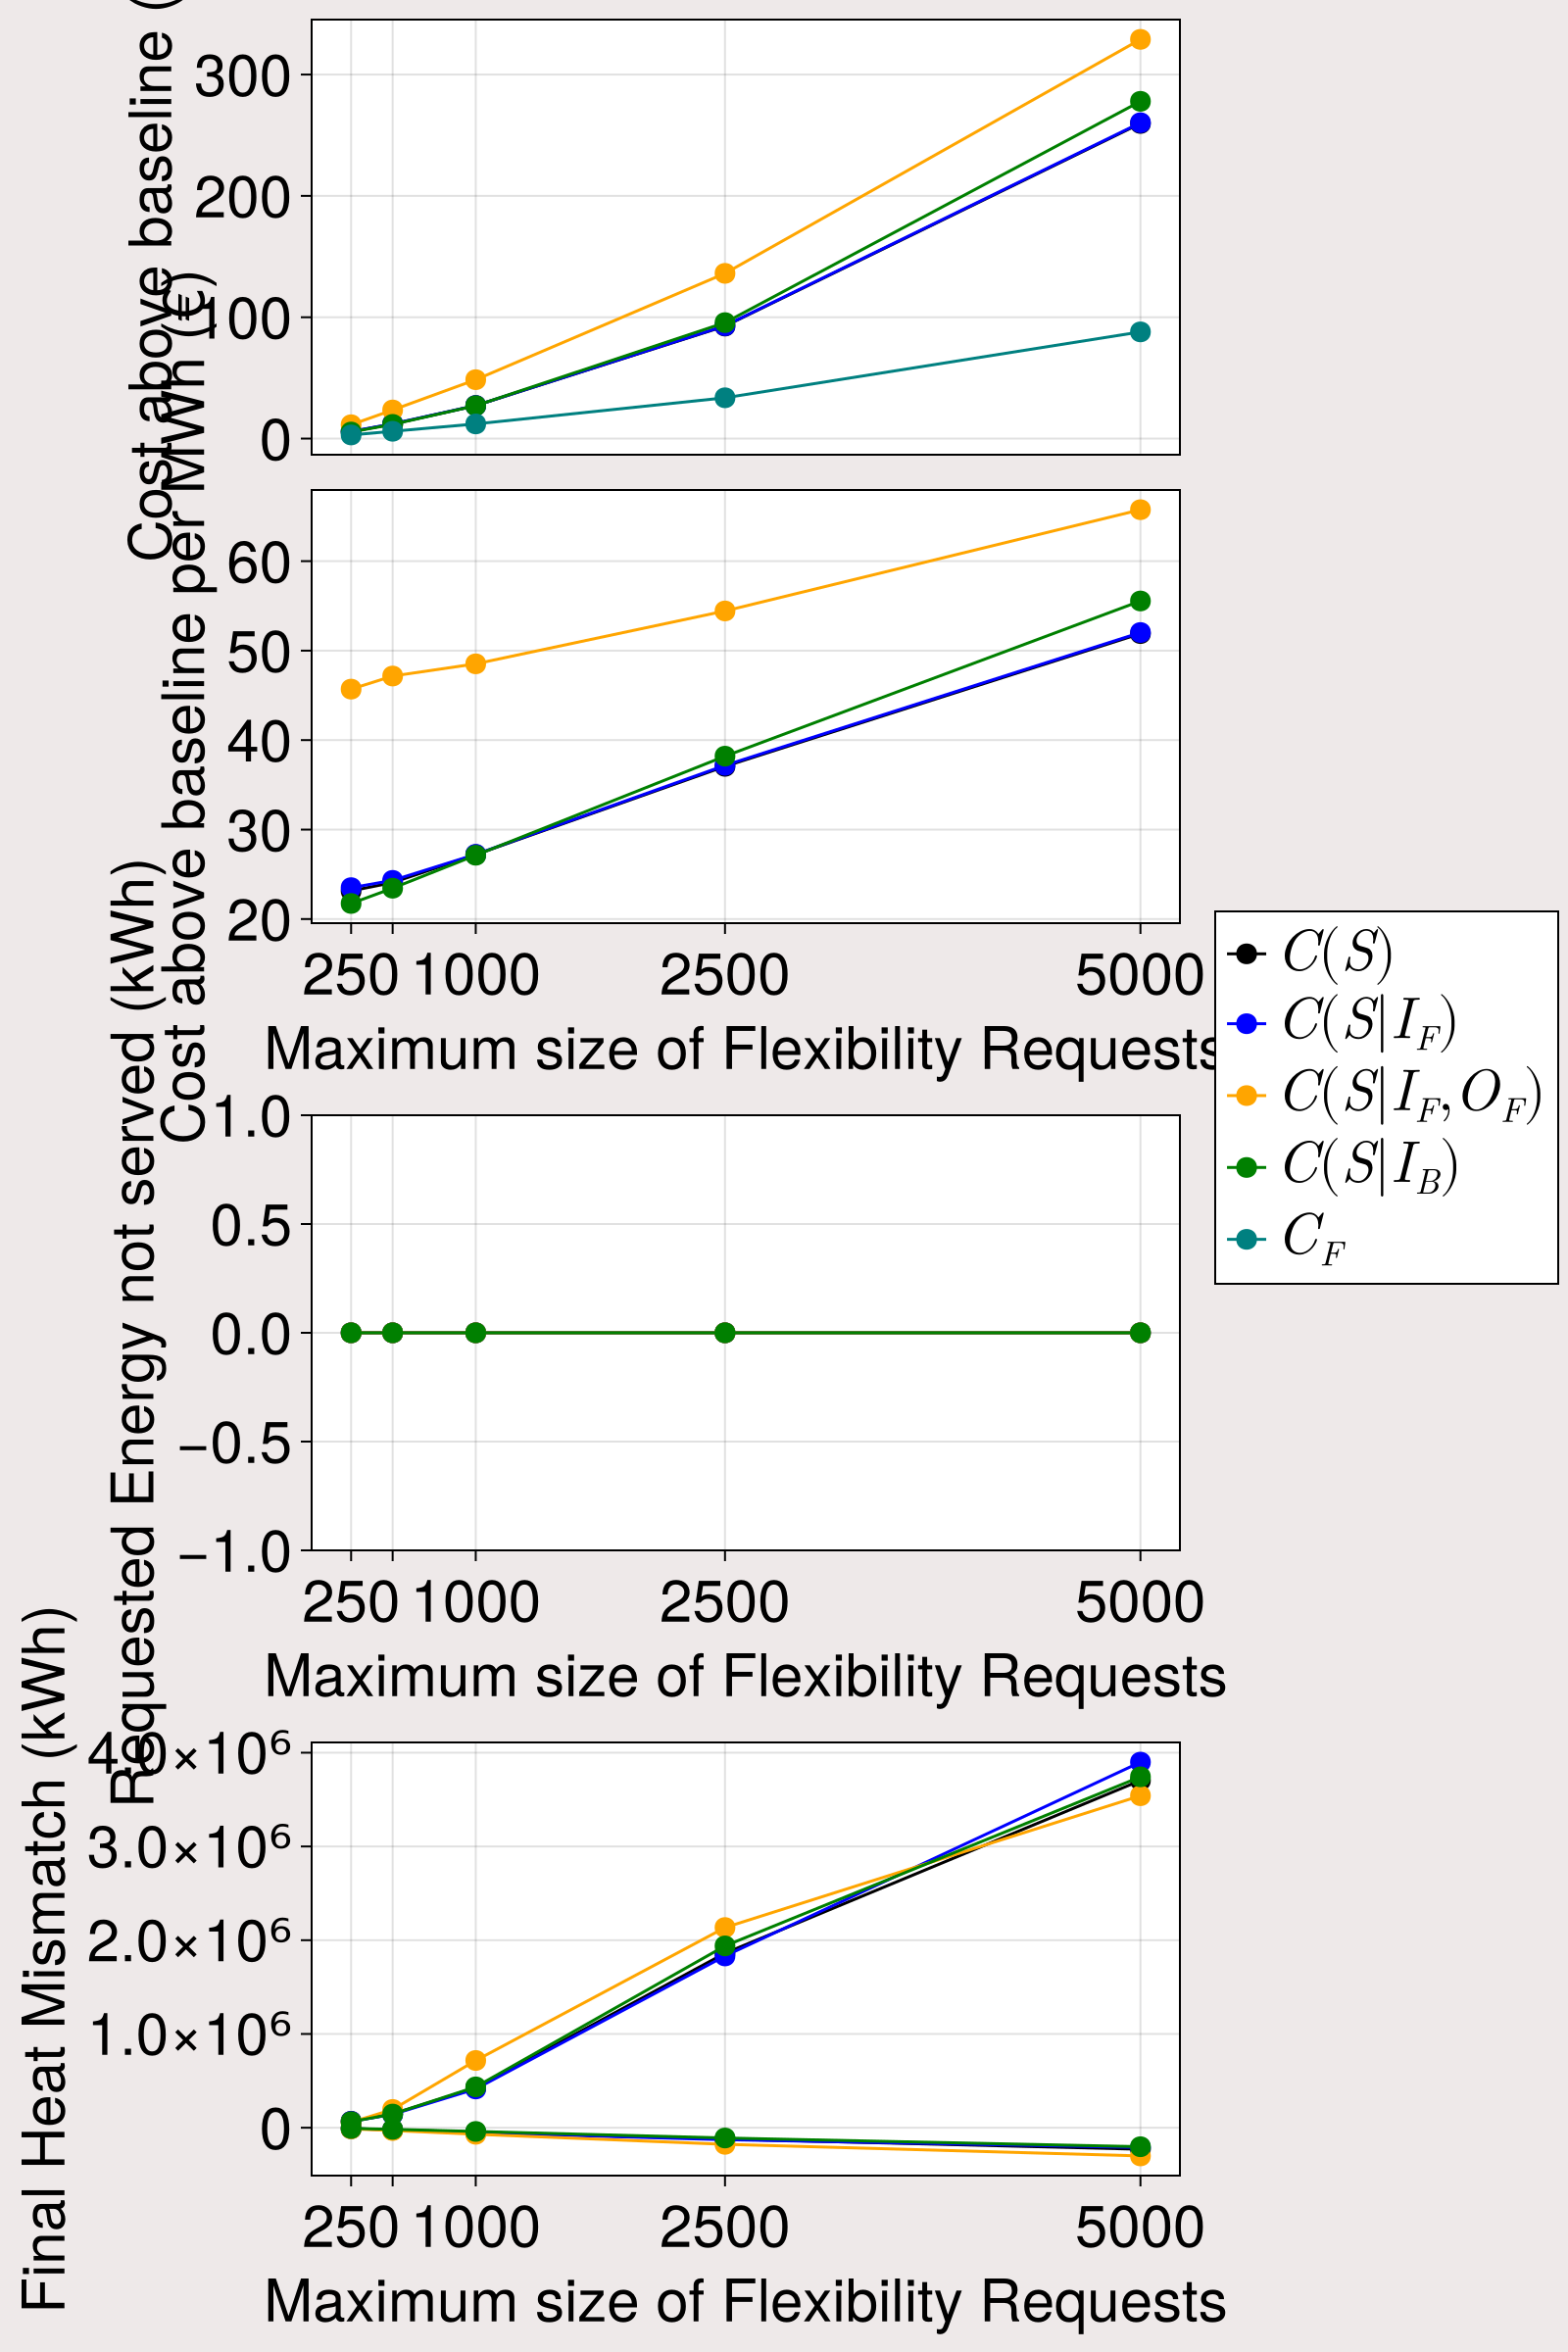 Cost above baseline (
300
200
100
0
Cost above baseline per MWh (€)
60
50
40
30
20
250 1000 2500 5000
Maximum size of Flexibility Requests
C(S)
C(S|I_F)
C(S|I_F, O_F)
C(S|I_B)
C_F
Requested Energy not served (kWh)
1.0
0.5
0.0
−0.5
−1.0
250 1000 2500 5000
Maximum size of Flexibility Requests
Final Heat Mismatch (kWh)
4.0×10⁶
3.0×10⁶
2.0×10⁶
1.0×10⁶
0
250 1000 2500 5000
Maximum size of Flexibility Requests